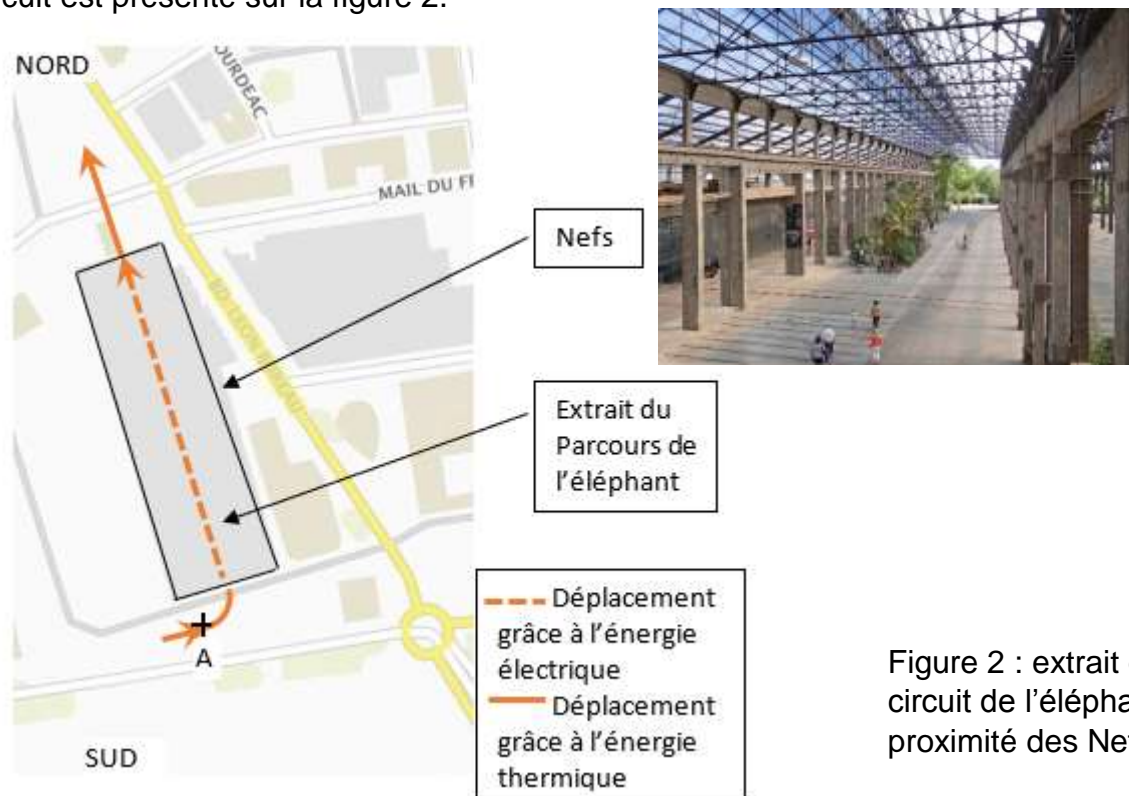 cuit est présenté sur la figure 2.
NORD
OURDEAC
MAIL DU F
Nefs
Extrait du
Parcours de
l’éléphant
A
SUD
Déplacement
grâce à l’énergie
électrique
Déplacement
grâce à l’énergie
thermique
Figure 2 : extrait
circuit de l’élépha
proximité des Ne